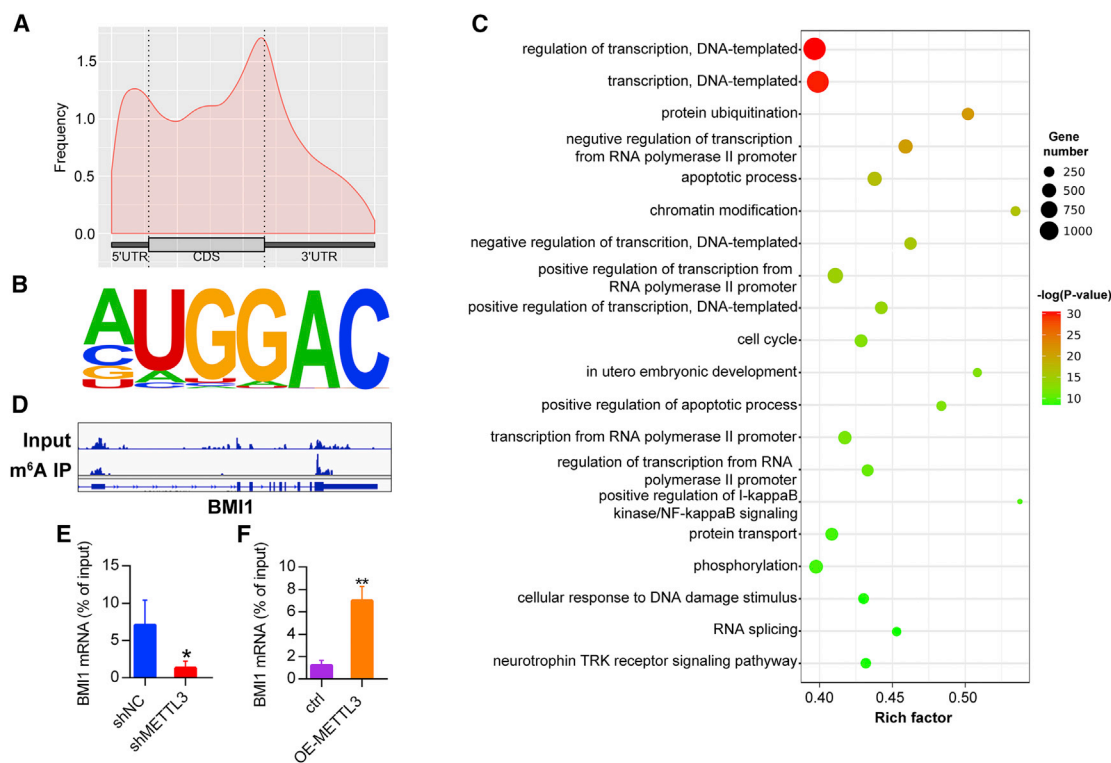 A
Frequency
1.5
1.0
0.5
0.0
5'UTR CDS 3'UTR
B
AUGGAC
C
G
U
A
C
U
A
A
D
Input
m⁶A IP
BMI1
E
BMI1 mRNA (% of input)
15
10
5
0
*
shNC
shMETTL3
F
BMI1 mRNA (% of input)
10
8
6
4
2
0
**
ctrl
OE-METTL3
C
regulation of transcription, DNA-templated
transcription, DNA-templated
protein ubiquitination
negutive regulation of transcription
from RNA polymerase II promoter
apoptotic process
chromatin modification
negative regulation of transcrition, DNA-templated
positive regulation of transcription from
RNA polymerase II promoter
positive regulation of transcription, DNA-templated
cell cycle
in utero embryonic development
positive regulation of apoptotic process
transcription from RNA polymerase II promoter
regulation of transcription from RNA
polymerase II promoter
positive regulation of I-kappaB
kinase/NF-kappaB signaling
protein transport
phosphorylation
cellular response to DNA damage stimulus
RNA splicing
neurotrophin TRK receptor signaling pathway
0.40 0.45 0.50
Rich factor
Gene
number
250
500
750
1000
-log(P-value)
30
25
20
15
10